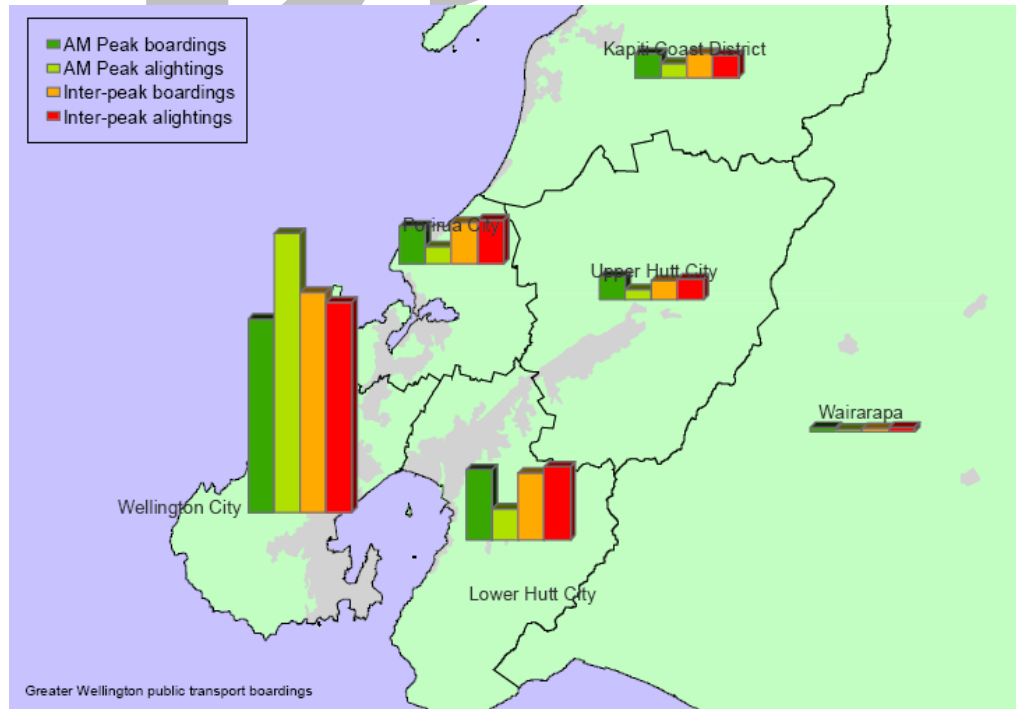 AM Peak boardings
AM Peak alightings
Inter-peak boardings
Inter-peak alightings
Kapiti Coast District
Porirua City
Upper Hutt City
Wairarapa
Wellington City
Lower Hutt City
Greater Wellington public transport boardings